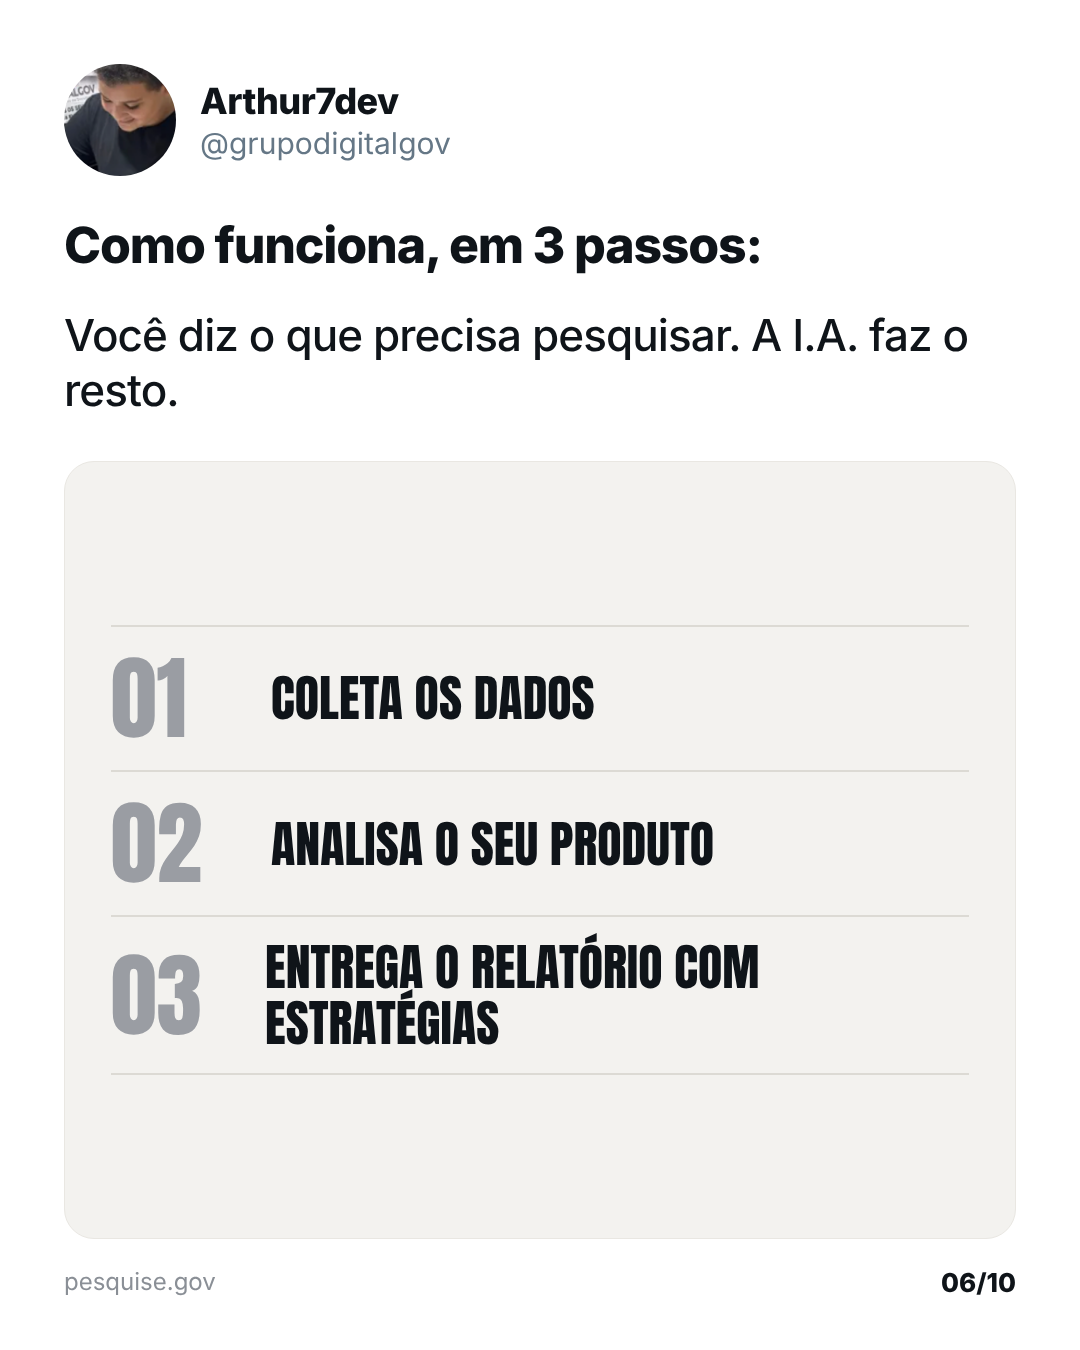 Arthur7dev
@grupodigitalgov
Como funciona, em 3 passos:
Você diz o que precisa pesquisar. A I.A. faz o
resto.
01 COLETA OS DADOS
02 ANALISA O SEU PRODUTO
03 ENTREGA O RELATÓRIO COM
ESTRATÉGIAS
pesquise.gov
06/10